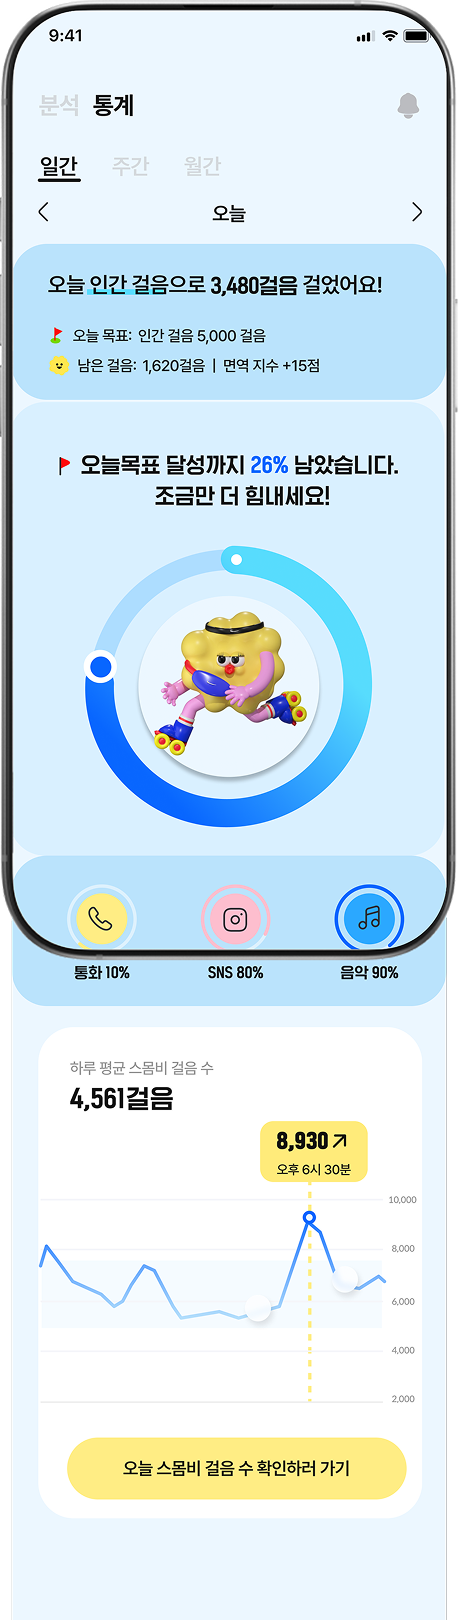 9:41
분석 통계
일간 주간 월간
오늘
오늘 인간 걸음으로 3,480걸음 걸었어요!
오늘 목표: 인간 걸음 5,000 걸음
남은 걸음: 1,620걸음 | 면역 지수 +15점
오늘목표 달성까지 26% 남았습니다.
조금만 더 힘내세요!
통화 10% SNS 80% 음악 90%
하루 평균 스몸비 걸음 수
4,561걸음
8,930
오후 6시 30분
10,000
8,000
6,000
4,000
2,000
오늘 스몸비 걸음 수 확인하러 가기